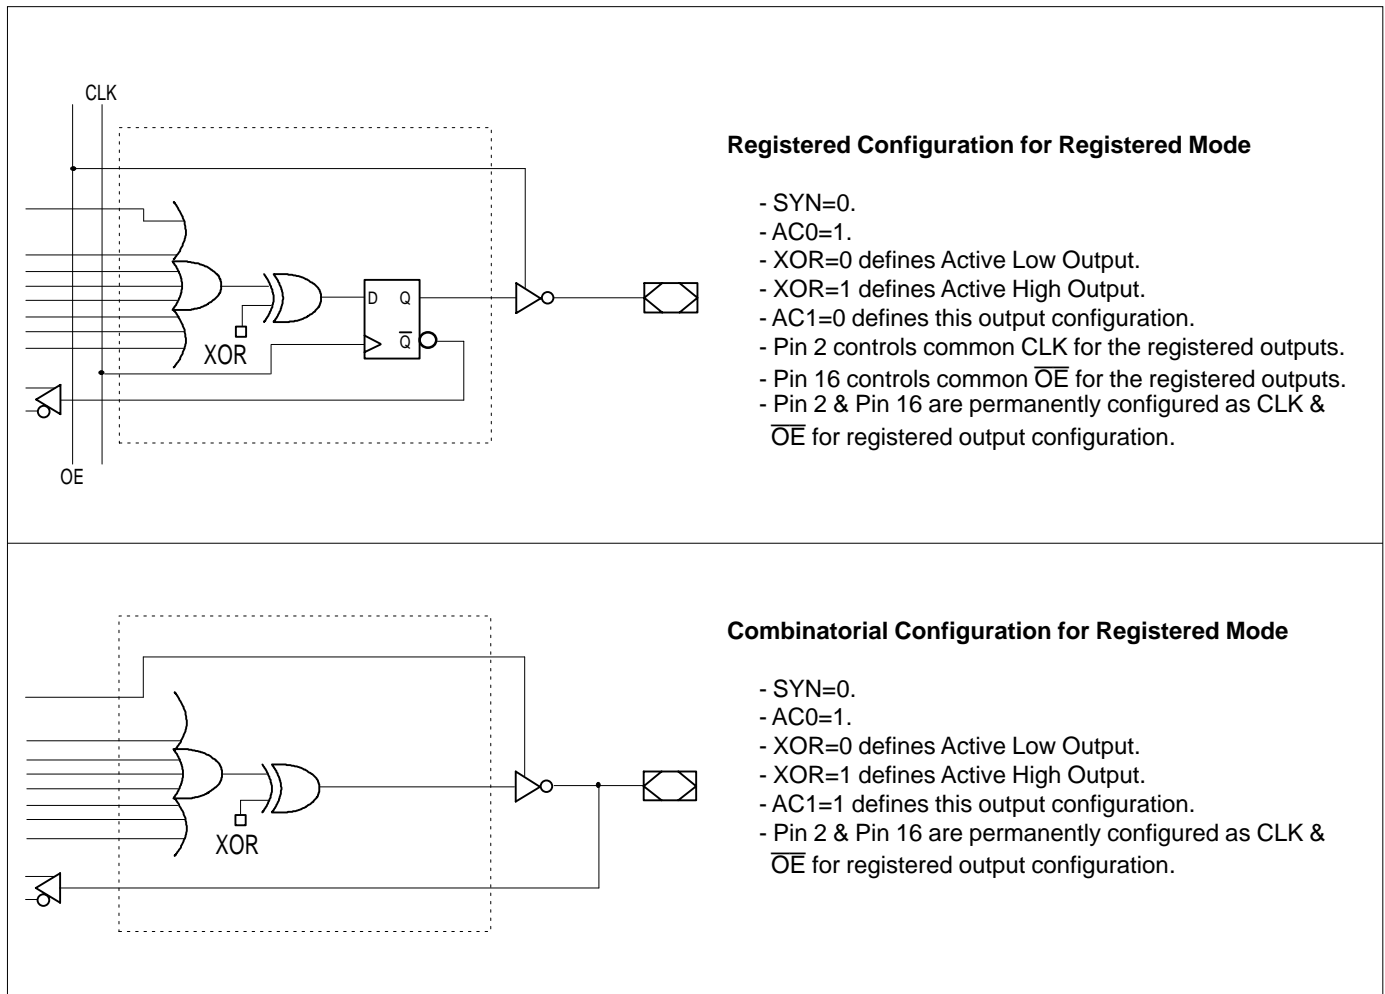 CLK
D Q
Q̅
XOR
OE
Registered Configuration for Registered Mode
- SYN=0.
- AC0=1.
- XOR=0 defines Active Low Output.
- XOR=1 defines Active High Output.
- AC1=0 defines this output configuration.
- Pin 2 controls common CLK for the registered outputs.
- Pin 16 controls common O̅E̅ for the registered outputs.
- Pin 2 & Pin 16 are permanently configured as CLK &
O̅E̅ for registered output configuration.
XOR
Combinatorial Configuration for Registered Mode
- SYN=0.
- AC0=1.
- XOR=0 defines Active Low Output.
- XOR=1 defines Active High Output.
- AC1=1 defines this output configuration.
- Pin 2 & Pin 16 are permanently configured as CLK &
O̅E̅ for registered output configuration.